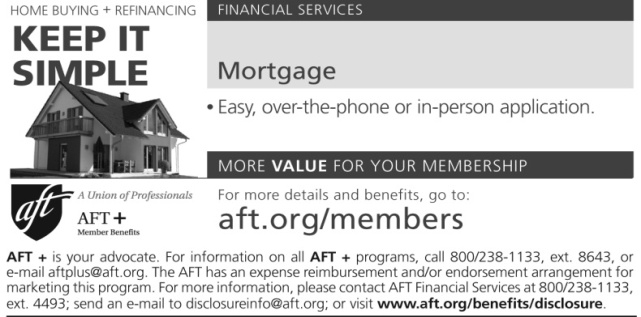 HOME BUYING + REFINANCING
KEEP IT
SIMPLE
FINANCIAL SERVICES
Mortgage
• Easy, over-the-phone or in-person application.
MORE VALUE FOR YOUR MEMBERSHIP
aft
A Union of Professionals
AFT +
Member Benefits
For more details and benefits, go to:
aft.org/members
AFT + is your advocate. For information on all AFT + programs, call 800/238-1133, ext. 8643, or
e-mail aftplus@aft.org. The AFT has an expense reimbursement and/or endorsement arrangement for
marketing this program. For more information, please contact AFT Financial Services at 800/238-1133,
ext. 4493; send an e-mail to disclosureinfo@aft.org; or visit www.aft.org/benefits/disclosure.